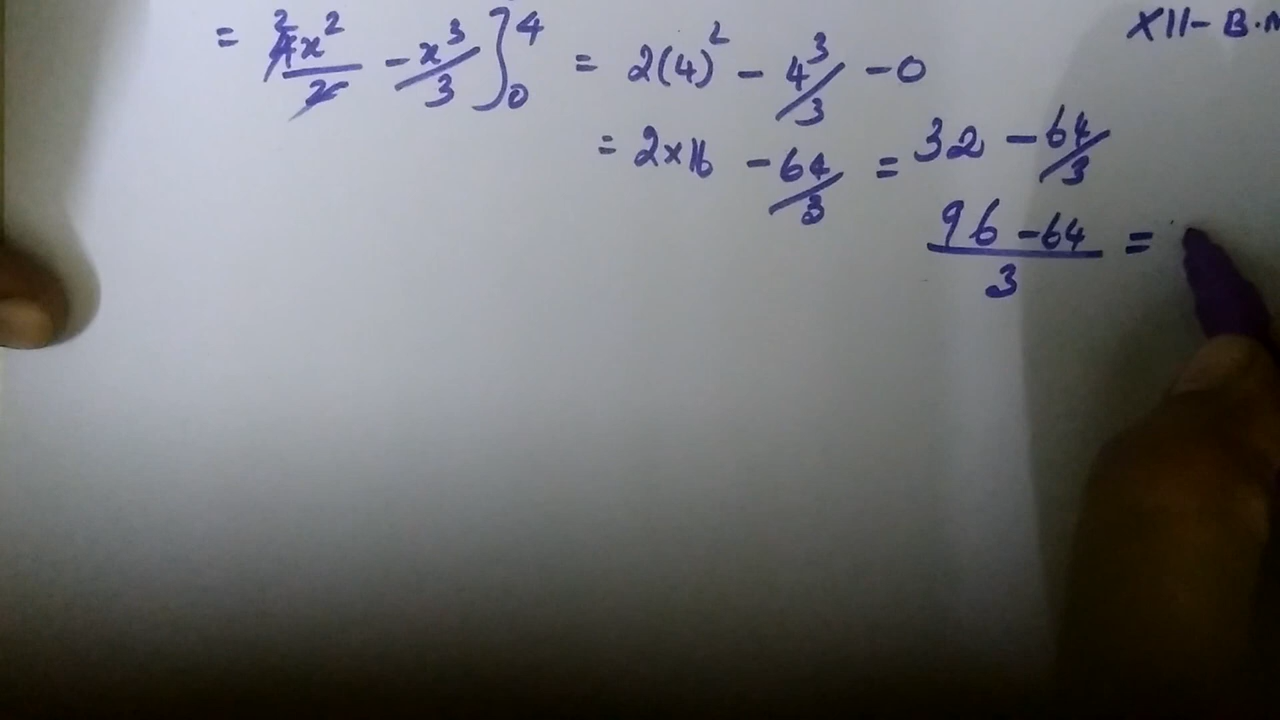 XII- B.M
= 2 4x²/2 - x³/3 ]₀⁴ = 2(4)² - 4³/3 - 0
= 2×16 - 64/3 = 32 - 64/3
96 - 64 / 3 =